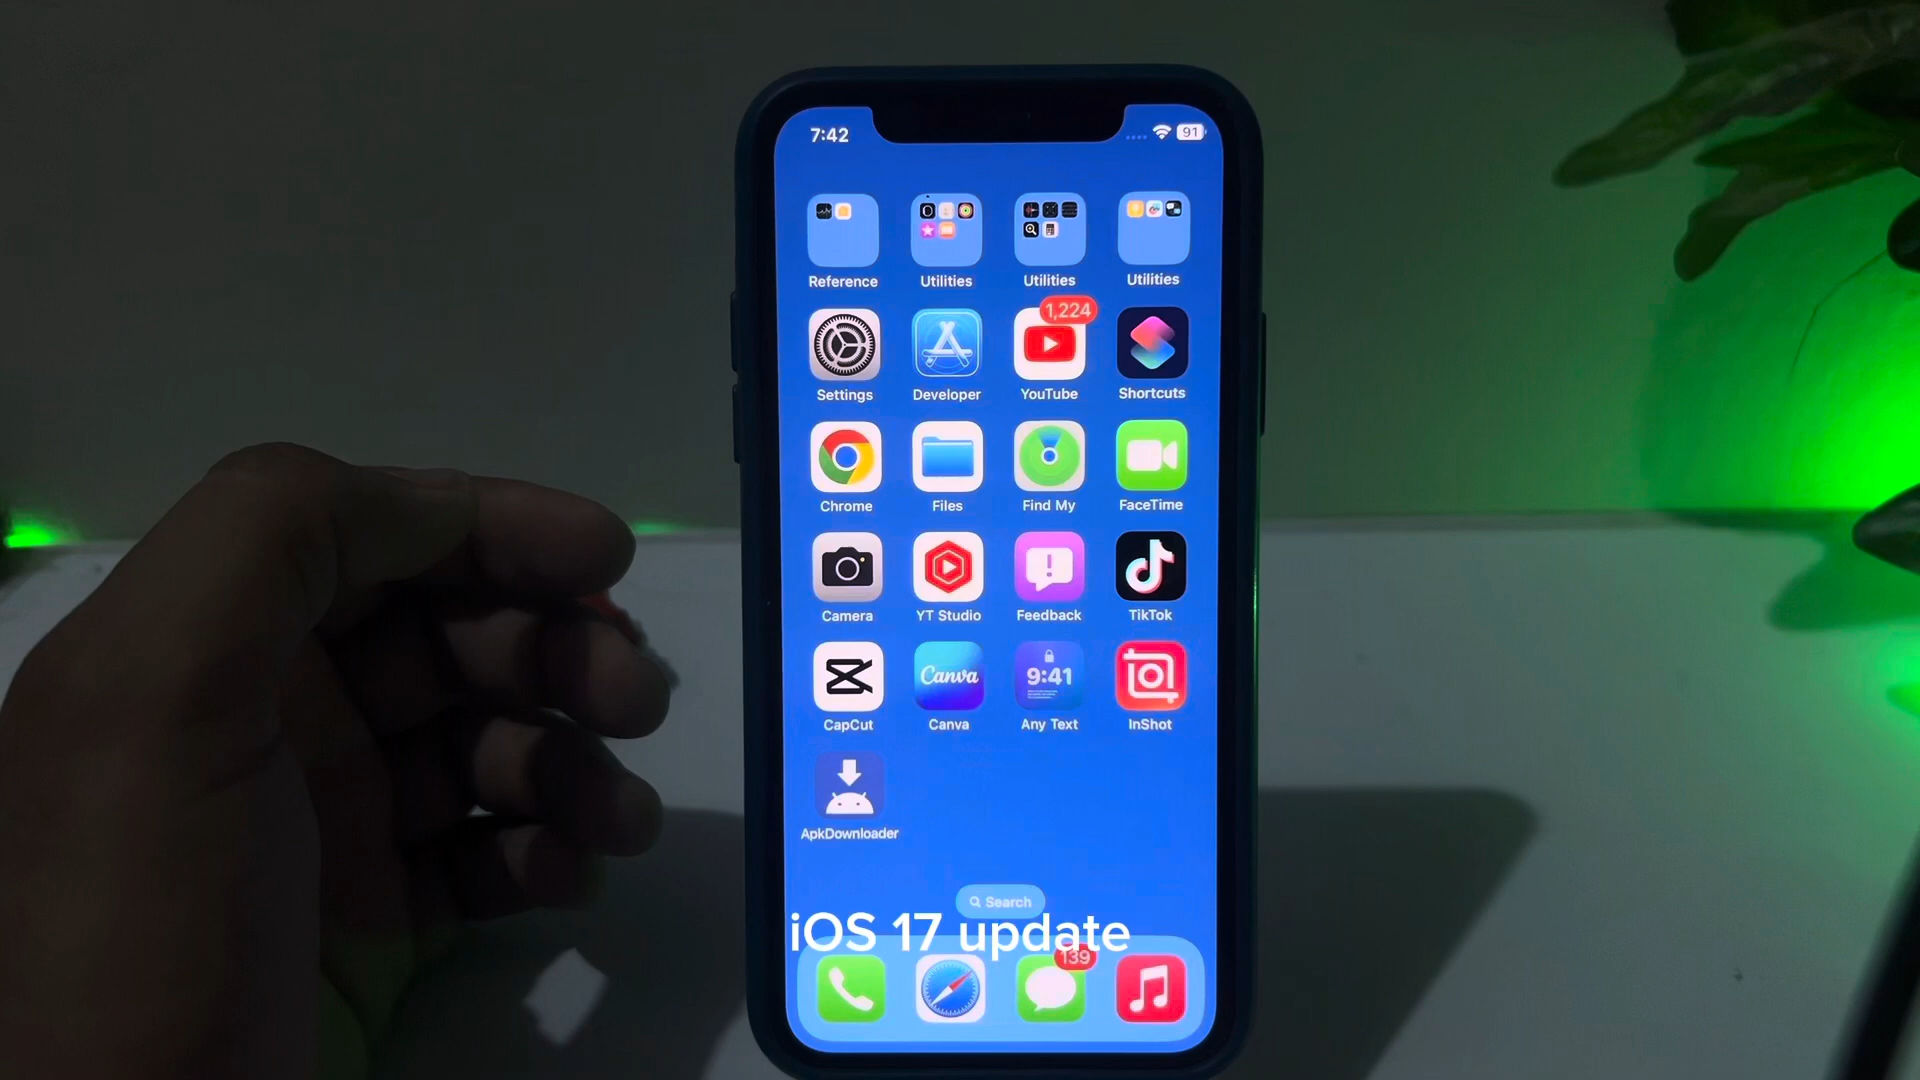 7:42
91
Reference Utilities Utilities Utilities
1,224
Settings Developer YouTube Shortcuts
Chrome Files Find My FaceTime
Camera YT Studio Feedback TikTok
Canva
9:41
CapCut Canva Any Text InShot
ApkDownloader
Search
iOS 17 update
139